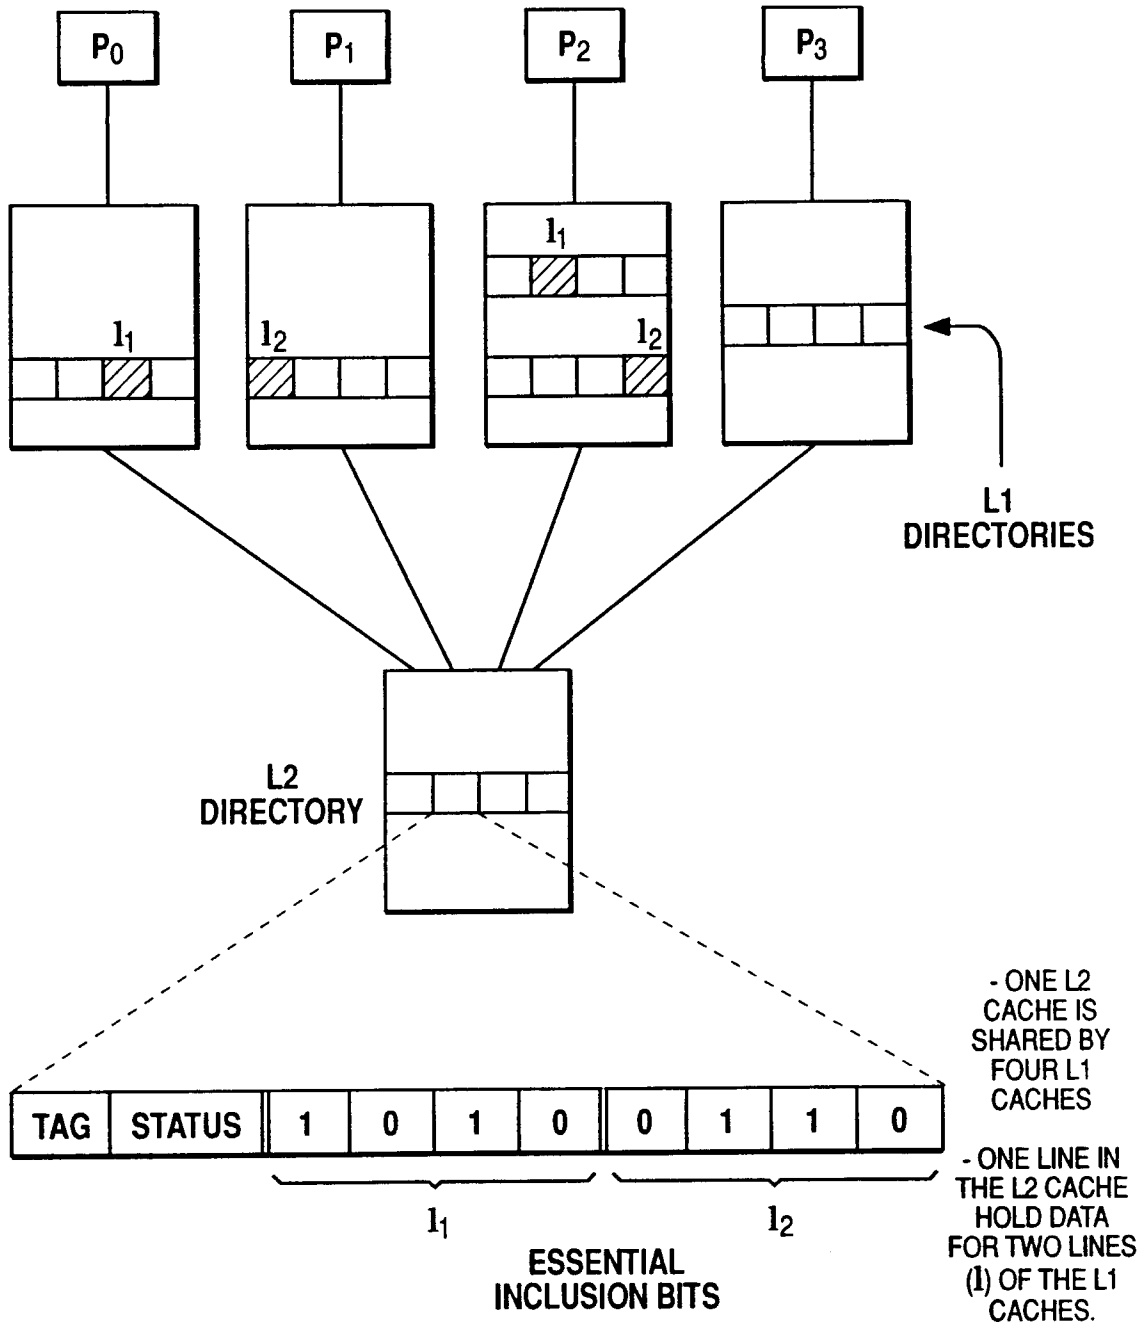 P0 P1 P2 P3
l1
l1 l2 l2
L1
DIRECTORIES
L2
DIRECTORY
- ONE L2
CACHE IS
SHARED BY
FOUR L1
CACHES
TAG STATUS 1 0 1 0 0 1 1 0
- ONE LINE IN
THE L2 CACHE
HOLD DATA
FOR TWO LINES
(l) OF THE L1
CACHES.
l1 l2
ESSENTIAL
INCLUSION BITS